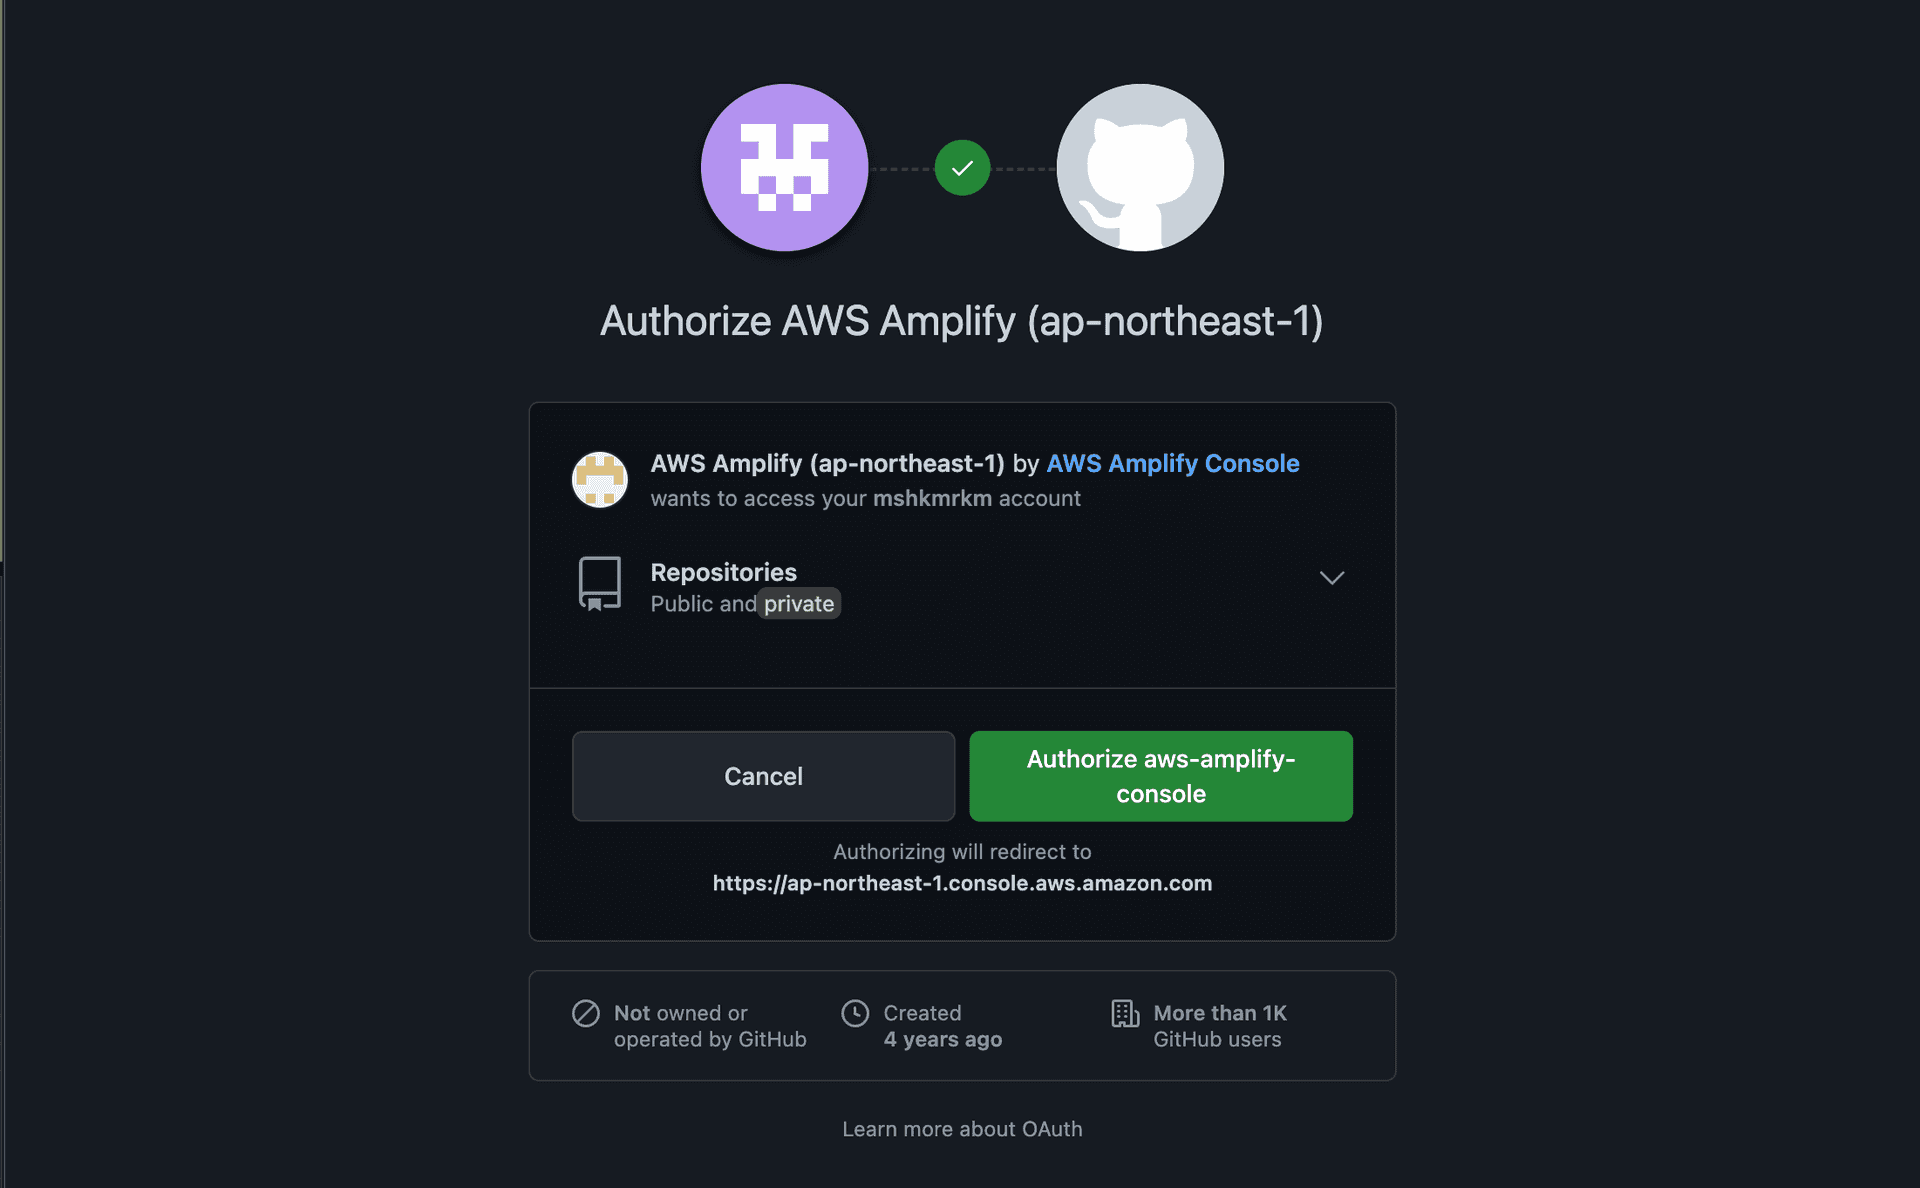 Authorize AWS Amplify (ap-northeast-1)
AWS Amplify (ap-northeast-1) by AWS Amplify Console
wants to access your mshkmrkm account
Repositories
Public and private
Cancel
Authorize aws-amplify-
console
Authorizing will redirect to
https://ap-northeast-1.console.aws.amazon.com
Not owned or
operated by GitHub
Created
4 years ago
More than 1K
GitHub users
Learn more about OAuth